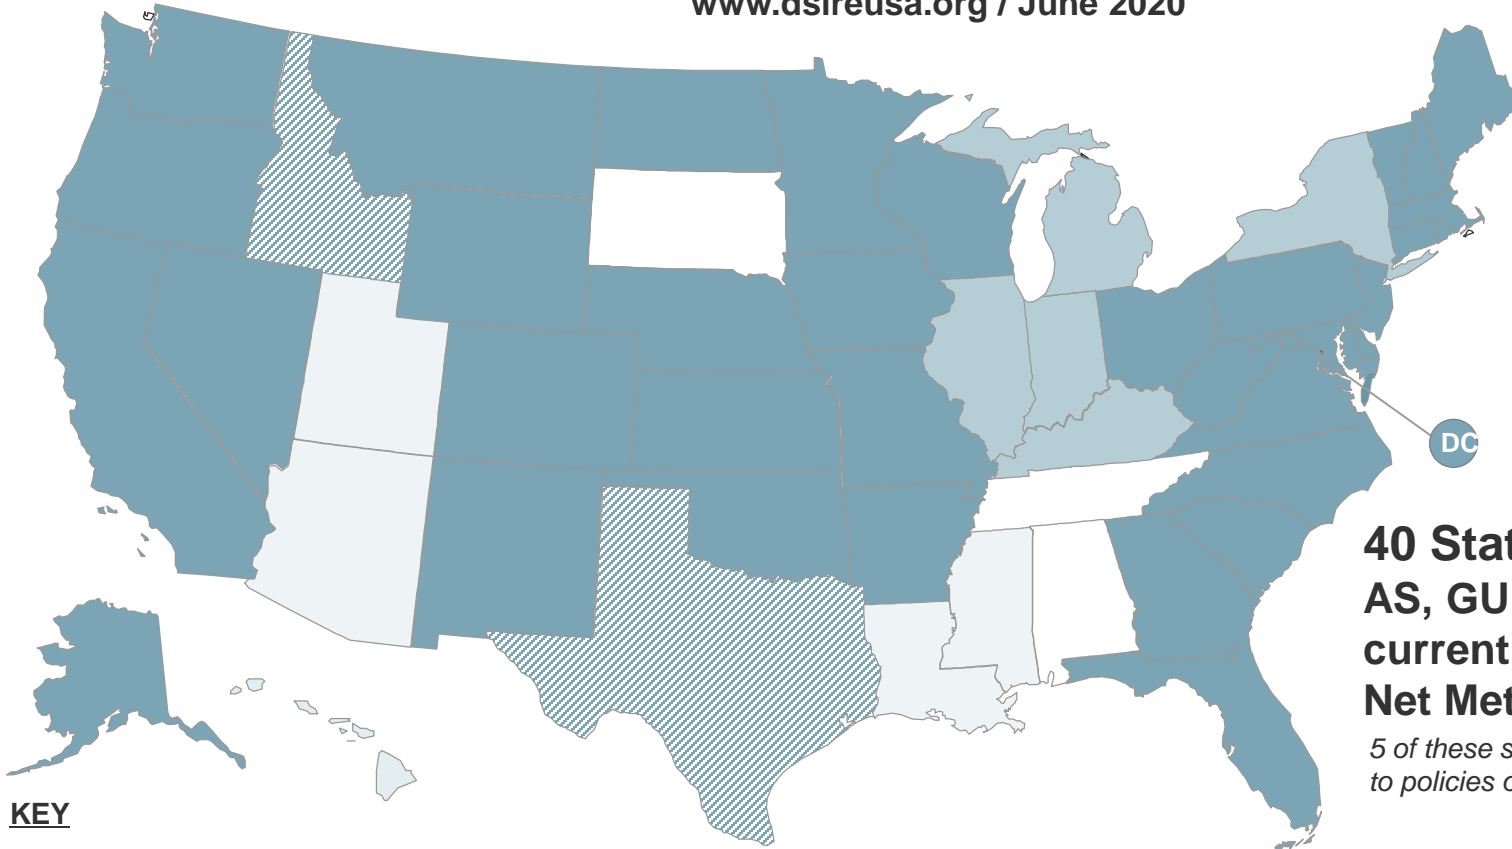 www.dsireusa.org / June 2020
DC
40 Stat
AS, GU
current
Net Met
5 of these s
to policies o
KEY